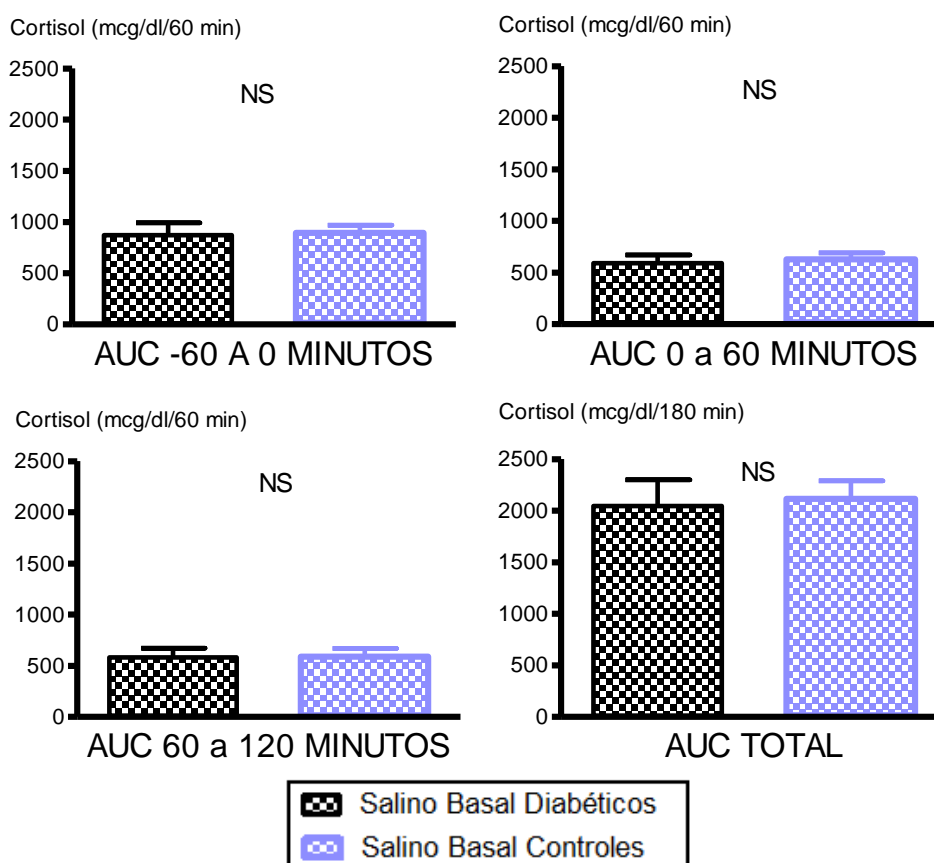 Cortisol (mcg/dl/60 min)
2500
2000
1500
1000
500
0
NS
AUC -60 A 0 MINUTOS
Cortisol (mcg/dl/60 min)
2500
2000
1500
1000
500
0
NS
AUC 0 a 60 MINUTOS
Cortisol (mcg/dl/60 min)
2500
2000
1500
1000
500
0
NS
AUC 60 a 120 MINUTOS
Cortisol (mcg/dl/180 min)
2500
2000
1500
1000
500
0
NS
AUC TOTAL
Salino Basal Diabéticos
Salino Basal Controles